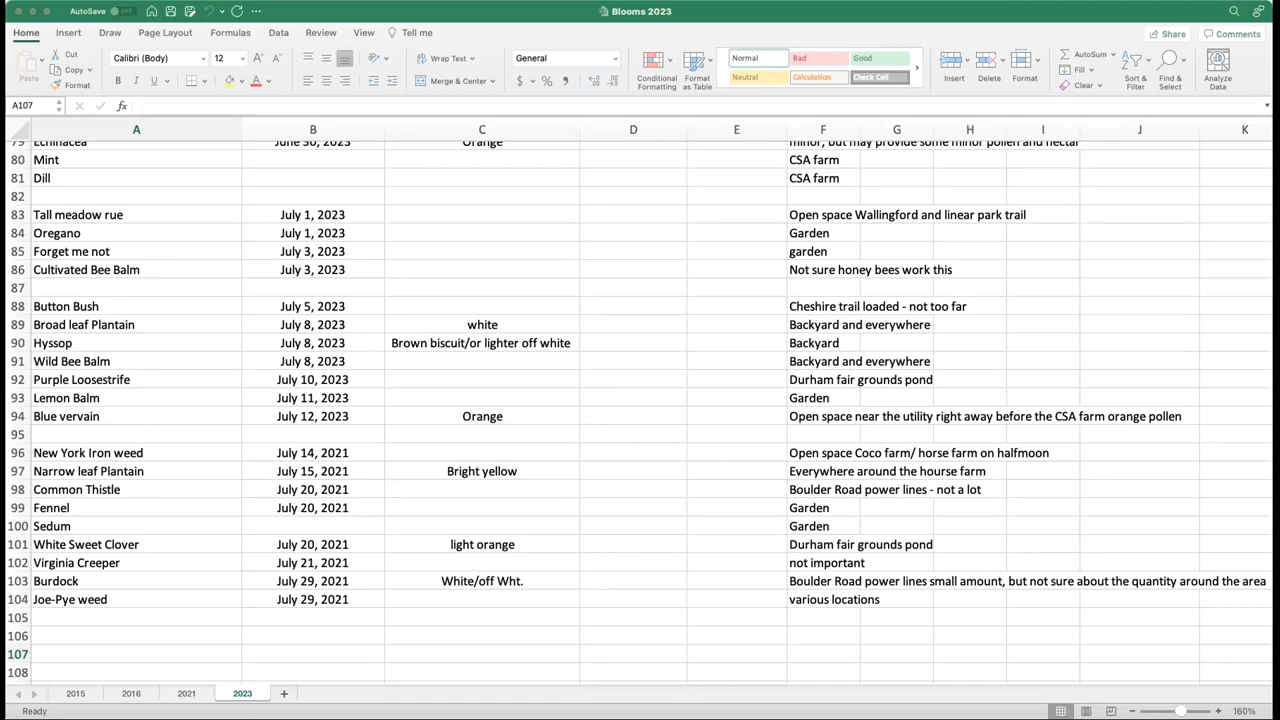 AutoSave OFF Blooms 2023
Home Insert Draw Page Layout Formulas Data Review View Tell me Share Comments
Paste Cut Copy Format
Calibri (Body) 12
Wrap Text
Merge & Center
General
Conditional Formatting
Format as Table
Normal Bad Good
Neutral Calculation Check Cell
Insert Delete Format
AutoSum Fill Clear
Sort & Filter
Find & Select
Analyze Data
A107 fx
A B C D E F G H I J K
79 Echinacea June 30, 2023 Orange minor, but may provide some minor pollen and nectar
80 Mint CSA farm
81 Dill CSA farm
82
83 Tall meadow rue July 1, 2023 Open space Wallingford and linear park trail
84 Oregano July 1, 2023 Garden
85 Forget me not July 3, 2023 garden
86 Cultivated Bee Balm July 3, 2023 Not sure honey bees work this
87
88 Button Bush July 5, 2023 Cheshire trail loaded - not too far
89 Broad leaf Plantain July 8, 2023 white Backyard and everywhere
90 Hyssop July 8, 2023 Brown biscuit/or lighter off white Backyard
91 Wild Bee Balm July 8, 2023 Backyard and everywhere
92 Purple Loosestrife July 10, 2023 Durham fair grounds pond
93 Lemon Balm July 11, 2023 Garden
94 Blue vervain July 12, 2023 Orange Open space near the utility right away before the CSA farm orange pollen
95
96 New York Iron weed July 14, 2021 Open space Coco farm/ horse farm on halfmoon
97 Narrow leaf Plantain July 15, 2021 Bright yellow Everywhere around the hourse farm
98 Common Thistle July 20, 2021 Boulder Road power lines - not a lot
99 Fennel July 20, 2021 Garden
100 Sedum Garden
101 White Sweet Clover July 20, 2021 light orange Durham fair grounds pond
102 Virginia Creeper July 21, 2021 not important
103 Burdock July 29, 2021 White/off Wht. Boulder Road power lines small amount, but not sure about the quantity around the area
104 Joe-Pye weed July 29, 2021 various locations
105
106
107
108
2015 2016 2021 2023
Ready 160%